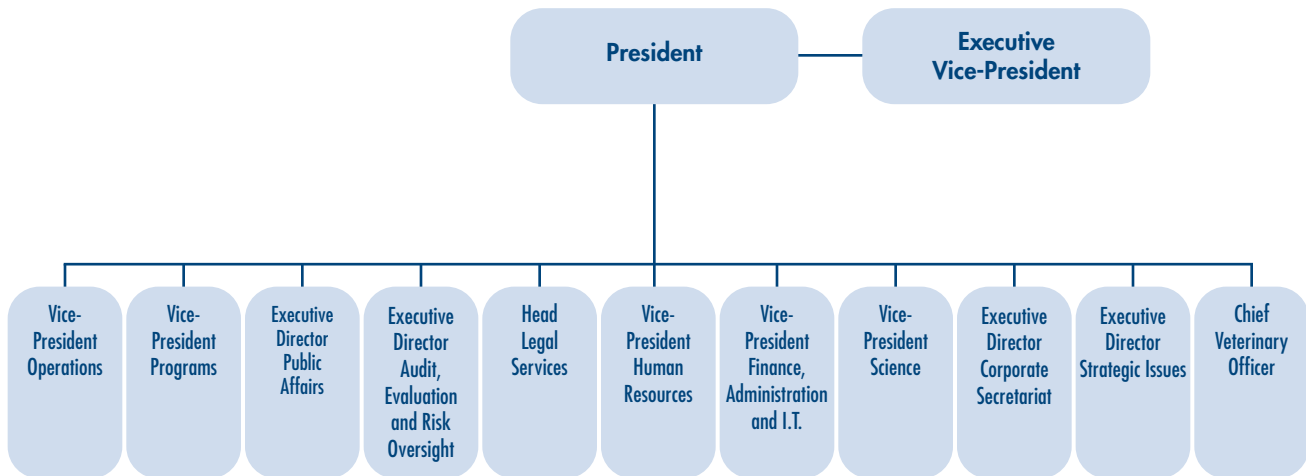 President
Executive
Vice-President
Vice-
President
Operations
Vice-
President
Programs
Executive
Director
Public
Affairs
Executive
Director
Audit,
Evaluation
and Risk
Oversight
Head
Legal
Services
Vice-
President
Human
Resources
Vice-
President
Finance,
Administration
and I.T.
Vice-
President
Science
Executive
Director
Corporate
Secretariat
Executive
Director
Strategic Issues
Chief
Veterinary
Officer